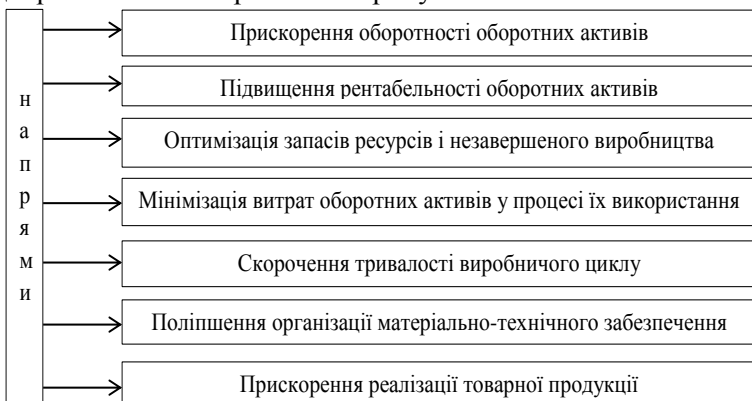 напрями
Прискорення оборотності оборотних активів
Підвищення рентабельності оборотних активів
Оптимізація запасів ресурсів і незавершеного виробництва
Мінімізація витрат оборотних активів у процесі їх використання
Скорочення тривалості виробничого циклу
Поліпшення організації матеріально-технічного забезпечення
Прискорення реалізації товарної продукції